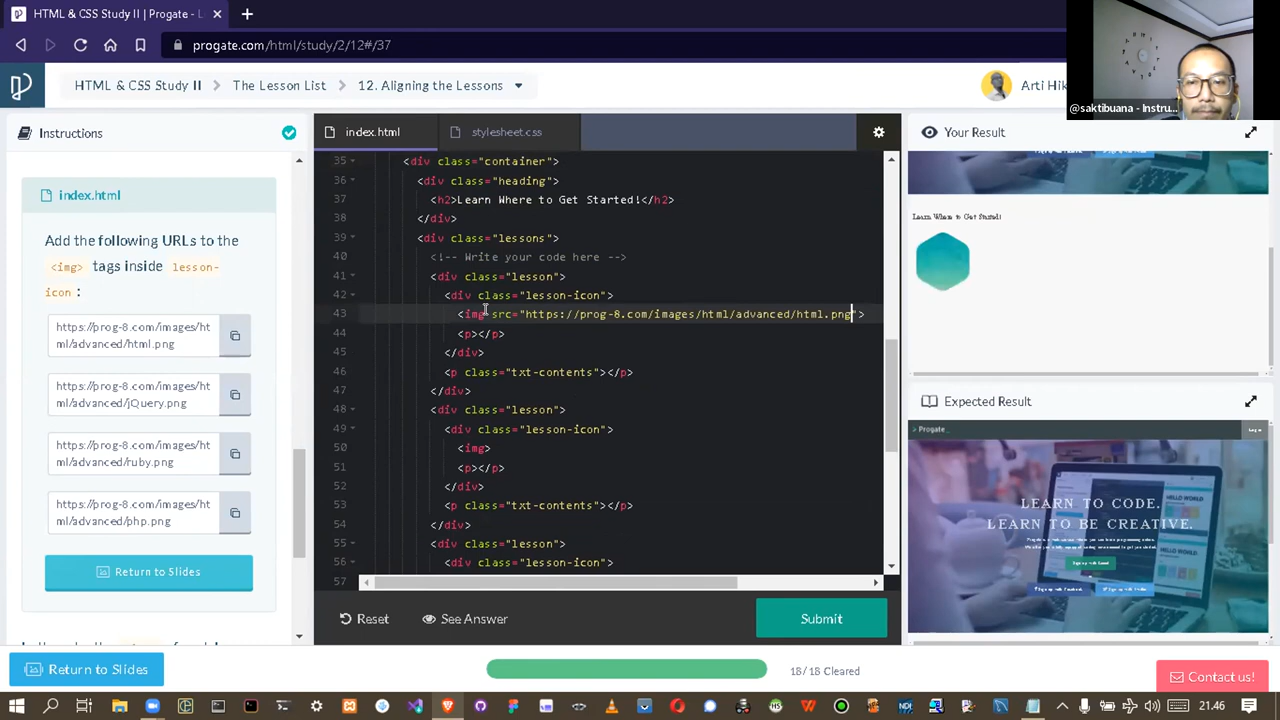 HTML & CSS Study II | Progate - L
progate.com/html/study/2/12#/37
@saktibuana - Instru...
HTML & CSS Study II
The Lesson List
12. Aligning the Lessons
Arti Hik
Instructions
index.html
Add the following URLs to the
<img> tags inside lesson-
icon :
https://prog-8.com/images/ht
ml/advanced/html.png
https://prog-8.com/images/ht
ml/advanced/jQuery.png
https://prog-8.com/images/ht
ml/advanced/ruby.png
https://prog-8.com/images/ht
ml/advanced/php.png
Return to Slides
index.html
stylesheet.css
35 <div class="container">
36 <div class="heading">
37 <h2>Learn Where to Get Started!</h2>
38 </div>
39 <div class="lessons">
40 <!-- Write your code here -->
41 <div class="lesson">
42 <div class="lesson-icon">
43 <img src="https://prog-8.com/images/html/advanced/html.png">
44 <p></p>
45 </div>
46 <p class="txt-contents"></p>
47 </div>
48 <div class="lesson">
49 <div class="lesson-icon">
50 <img>
51 <p></p>
52 </div>
53 <p class="txt-contents"></p>
54 </div>
55 <div class="lesson">
56 <div class="lesson-icon">
57
Reset
See Answer
Submit
Your Result
Learn Where to Get Started!
Expected Result
Progate
Log In
HELLO WORLD
LEARN TO CODE.
LEARN TO BE CREATIVE.
Return to Slides
18/18 Cleared
Contact us!
21.46